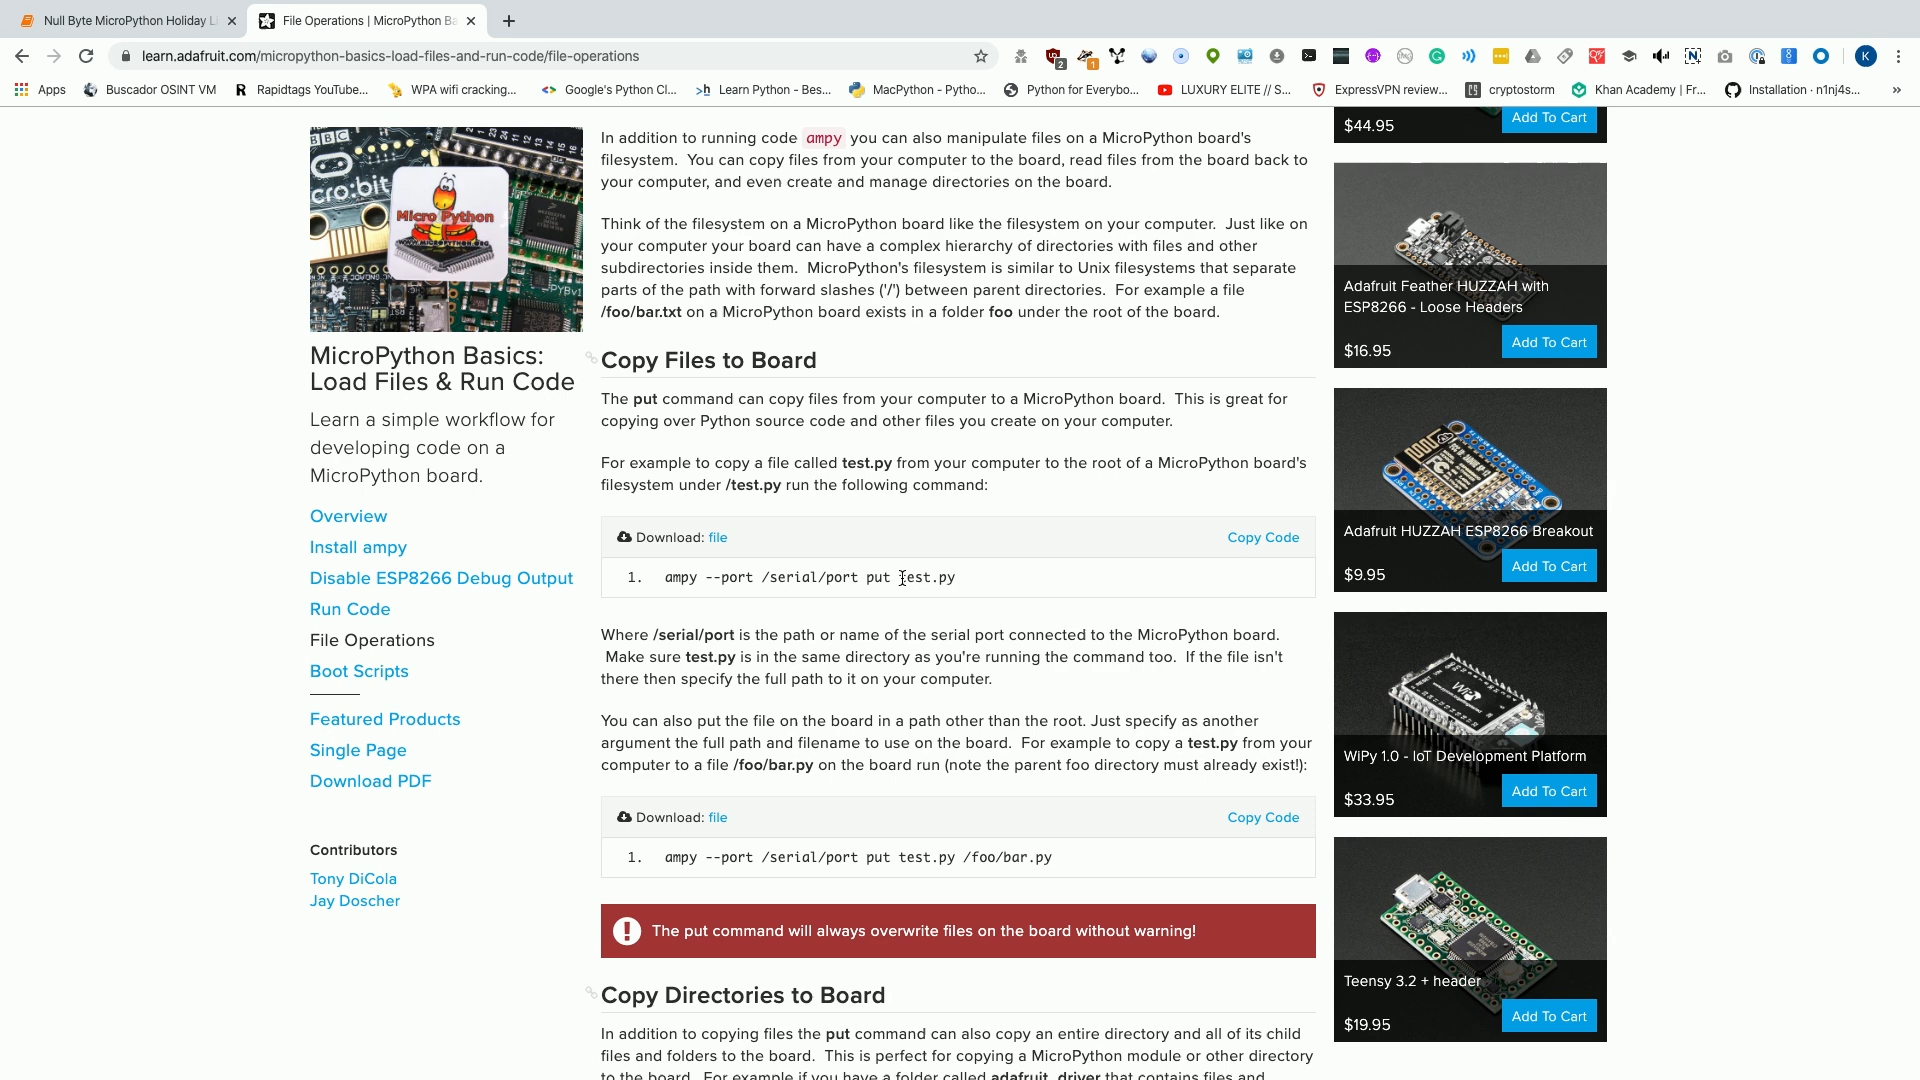 Null Byte MicroPython Holiday L
File Operations | MicroPython Ba
learn.adafruit.com/micropython-basics-load-files-and-run-code/file-operations
2
1
K
Apps
Buscador OSINT VM
Rapidtags YouTube...
WPA wifi cracking...
Google's Python Cl...
Learn Python - Bes...
MacPython - Pytho...
Python for Everybo...
LUXURY ELITE // S...
ExpressVPN review...
cryptostorm
Khan Academy | Fr...
Installation · n1nj4s...
»
BBC
cro:bit
Micro Python
MicroPython Basics:
Load Files & Run Code
Learn a simple workflow for
developing code on a
MicroPython board.
Overview
Install ampy
Disable ESP8266 Debug Output
Run Code
File Operations
Boot Scripts
Featured Products
Single Page
Download PDF
Contributors
Tony DiCola
Jay Doscher
In addition to running code ampy you can also manipulate files on a MicroPython board's
filesystem. You can copy files from your computer to the board, read files from the board back to
your computer, and even create and manage directories on the board.
Think of the filesystem on a MicroPython board like the filesystem on your computer. Just like on
your computer your board can have a complex hierarchy of directories with files and other
subdirectories inside them. MicroPython's filesystem is similar to Unix filesystems that separate
parts of the path with forward slashes ('/') between parent directories. For example a file
/foo/bar.txt on a MicroPython board exists in a folder foo under the root of the board.
Copy Files to Board
The put command can copy files from your computer to a MicroPython board. This is great for
copying over Python source code and other files you create on your computer.
For example to copy a file called test.py from your computer to the root of a MicroPython board's
filesystem under /test.py run the following command:
Download: file
Copy Code
1. ampy --port /serial/port put test.py
Where /serial/port is the path or name of the serial port connected to the MicroPython board.
Make sure test.py is in the same directory as you're running the command too. If the file isn't
there then specify the full path to it on your computer.
You can also put the file on the board in a path other than the root. Just specify as another
argument the full path and filename to use on the board. For example to copy a test.py from your
computer to a file /foo/bar.py on the board run (note the parent foo directory must already exist!):
Download: file
Copy Code
1. ampy --port /serial/port put test.py /foo/bar.py
The put command will always overwrite files on the board without warning!
Copy Directories to Board
In addition to copying files the put command can also copy an entire directory and all of its child
files and folders to the board. This is perfect for copying a MicroPython module or other directory
to the board. For example if you have a folder called adafruit_driver that contains files and
$44.95
Add To Cart
Adafruit Feather HUZZAH with
ESP8266 - Loose Headers
$16.95
Add To Cart
Adafruit HUZZAH ESP8266 Breakout
$9.95
Add To Cart
WiPy 1.0 - IoT Development Platform
$33.95
Add To Cart
Teensy 3.2 + header
$19.95
Add To Cart